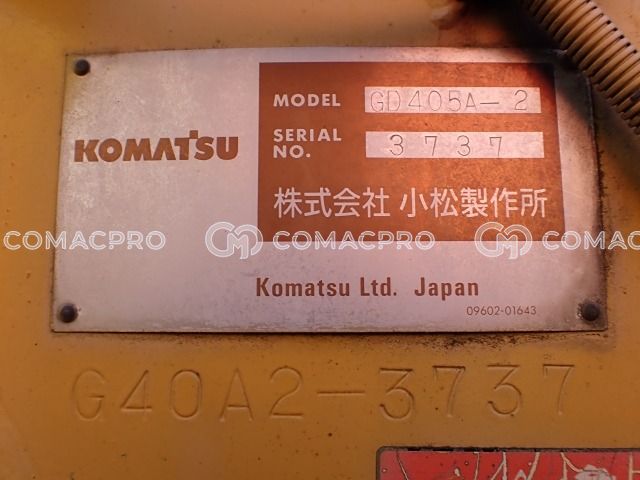 KOMATSU
MODEL GD405A-2
SERIAL NO. 3737
株式会社 小松製作所
COMACPRO COMACPRO COMACPRO
Komatsu Ltd. Japan
09602-01643
G40A2-3737